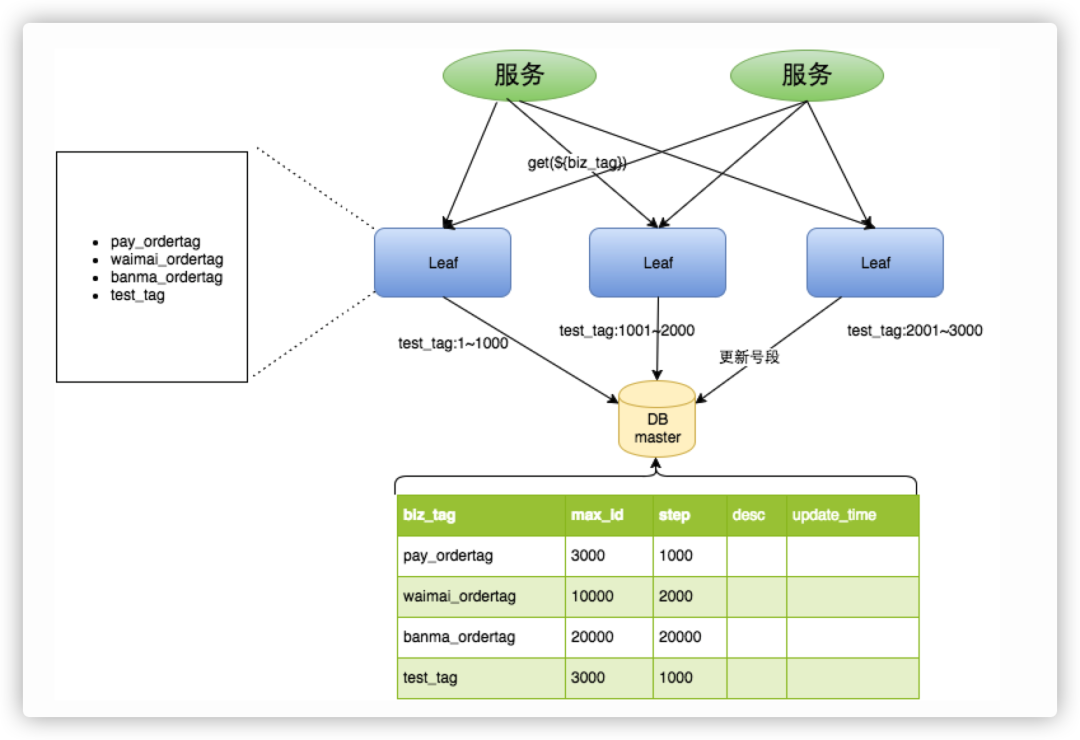 服务
服务
get(${biz_tag})
pay_ordertag
waimai_ordertag
banma_ordertag
test_tag
Leaf
Leaf
Leaf
test_tag:1~1000
test_tag:1001~2000
test_tag:2001~3000
更新号段
DB
master
biz_tag max_id step desc update_time
pay_ordertag 3000 1000
waimai_ordertag 10000 2000
banma_ordertag 20000 20000
test_tag 3000 1000